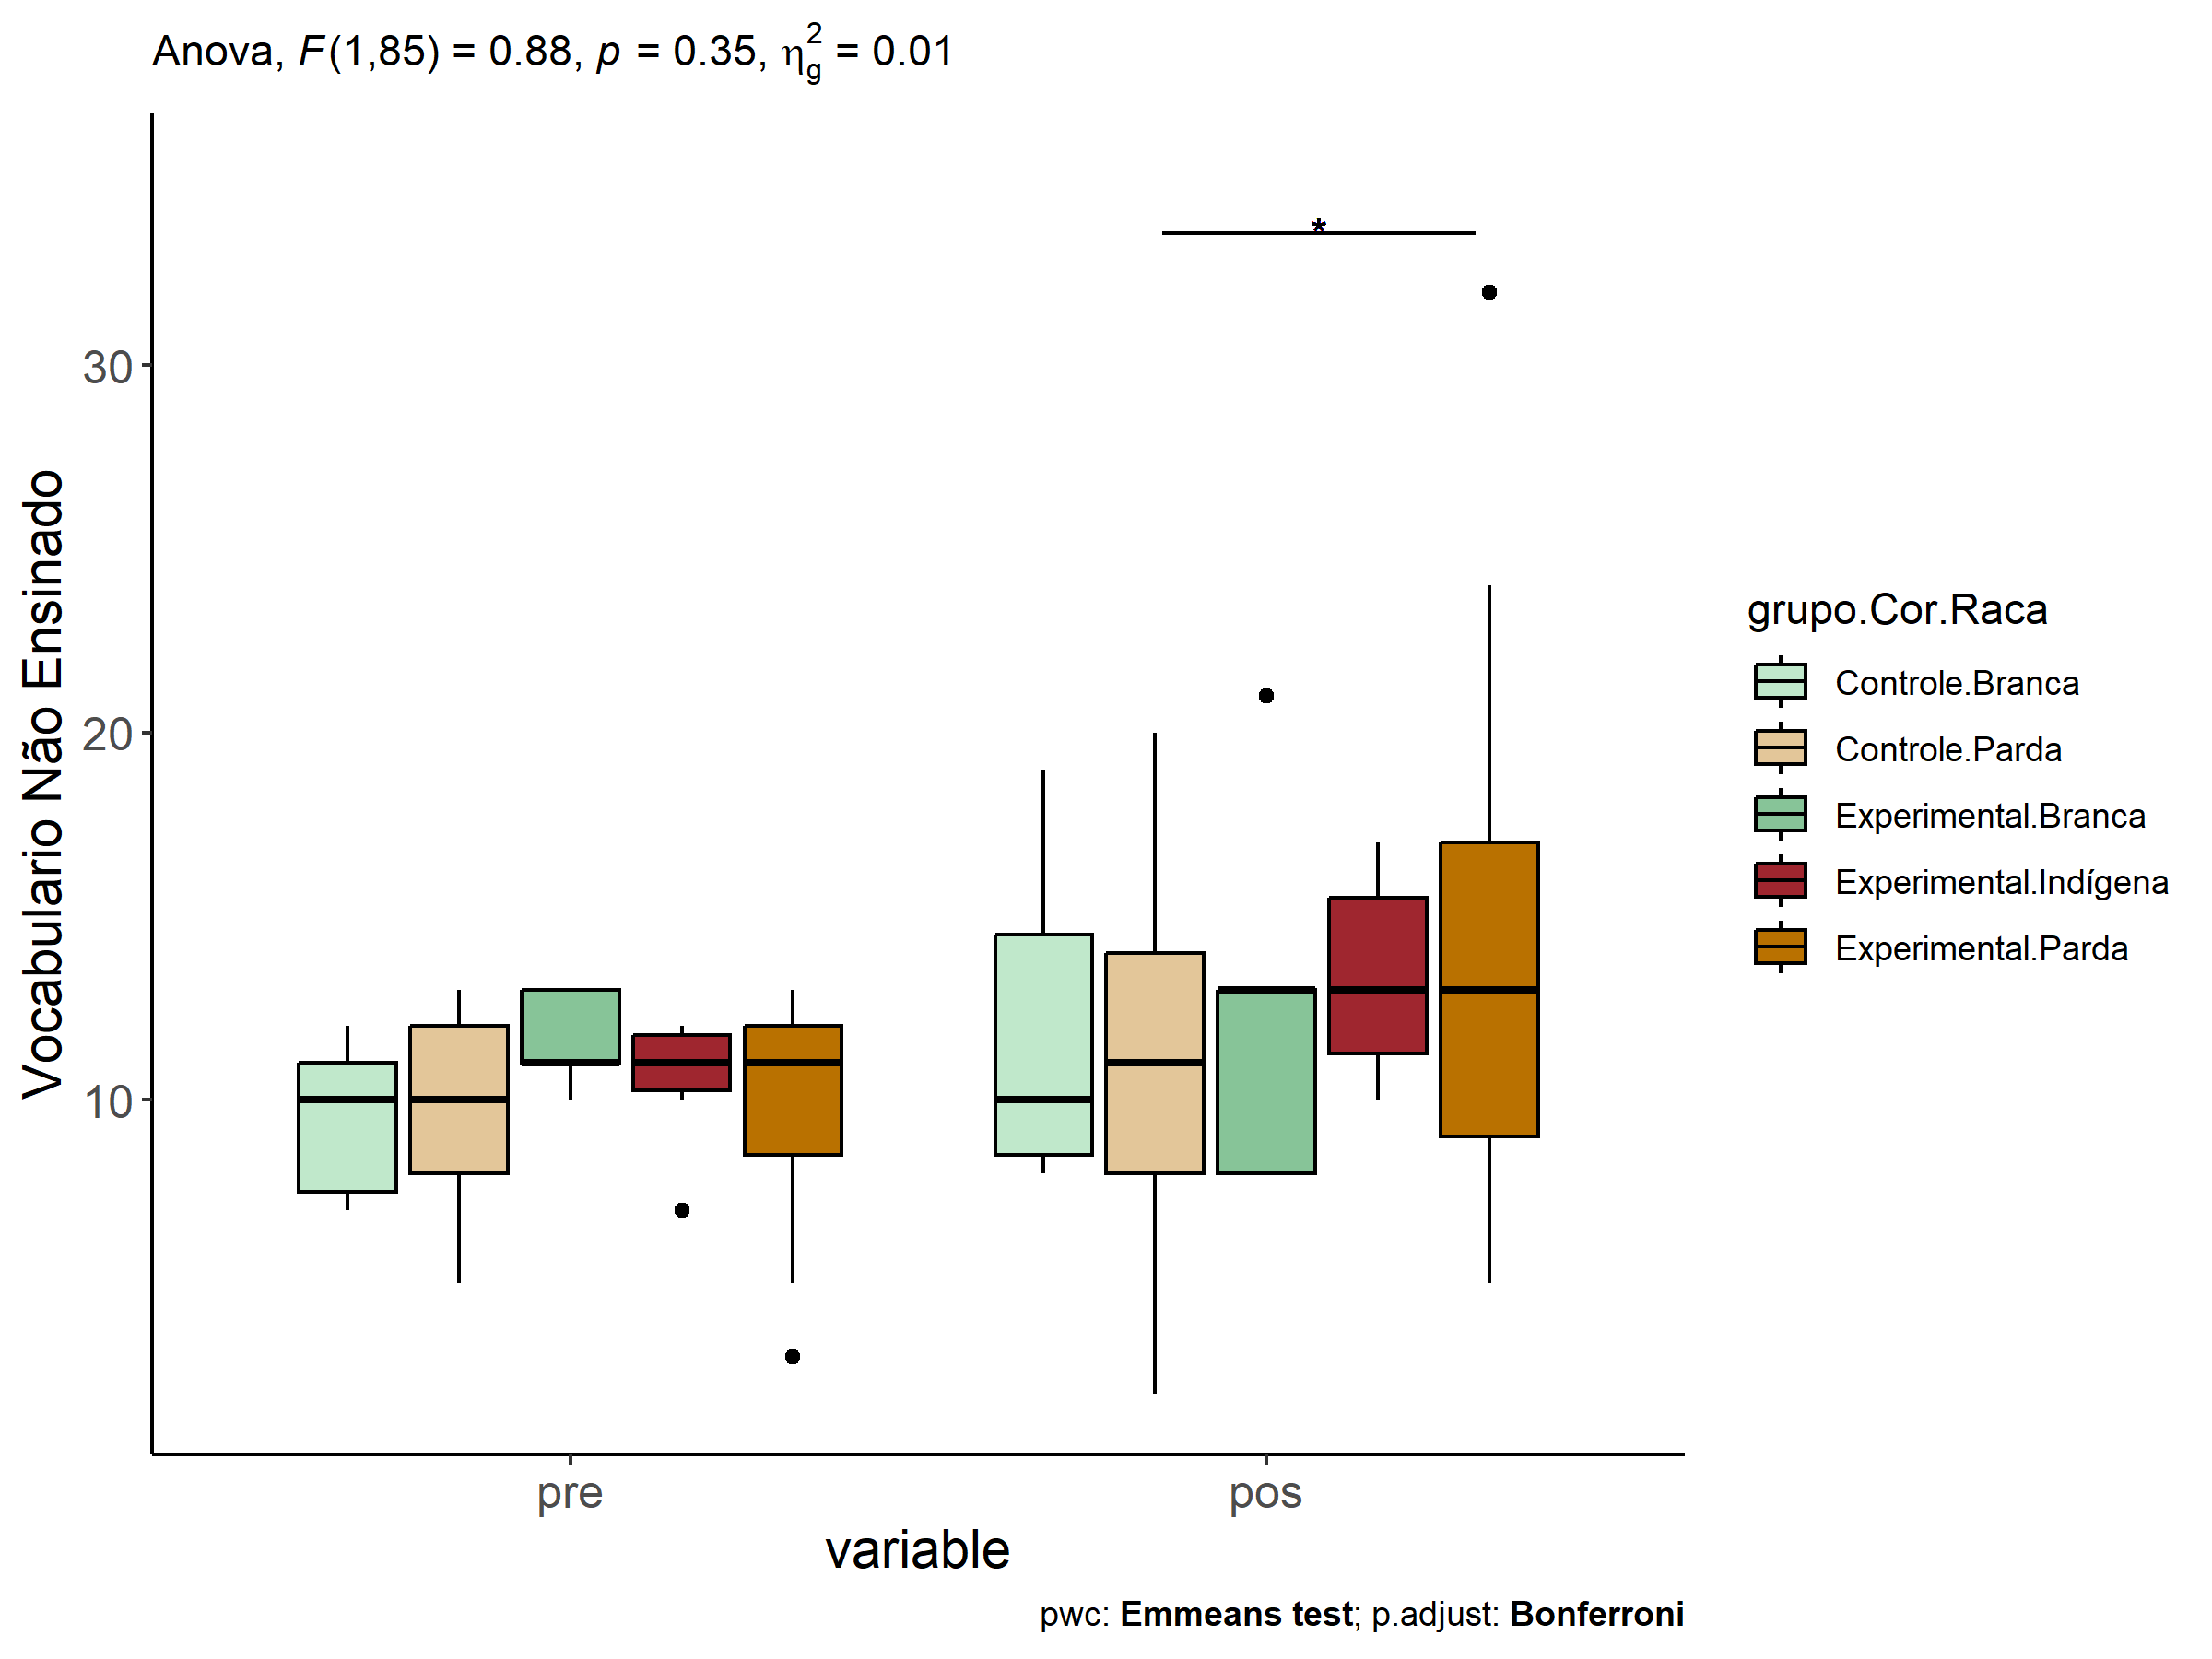 Anova, F(1,85) = 0.88, p = 0.35, η²g = 0.01
*
30
20
10
Vocabulario Não Ensinado
pre
pos
variable
grupo.Cor.Raca
Controle.Branca
Controle.Parda
Experimental.Branca
Experimental.Indígena
Experimental.Parda
pwc: Emmeans test; p.adjust: Bonferroni